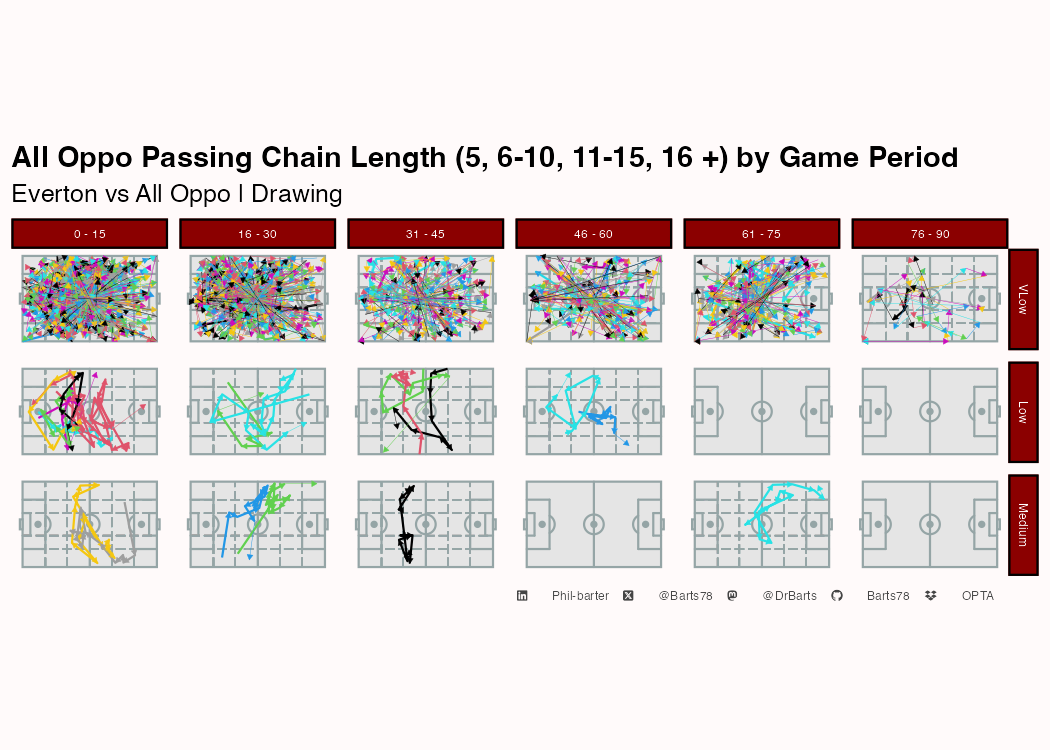 All Oppo Passing Chain Length (5, 6-10, 11-15, 16 +) by Game Period
Everton vs All Oppo | Drawing
0 - 15
16 - 30
31 - 45
46 - 60
61 - 75
76 - 90
VLow
Low
Medium
Phil-barter @Barts78 @DrBarts Barts78 OPTA